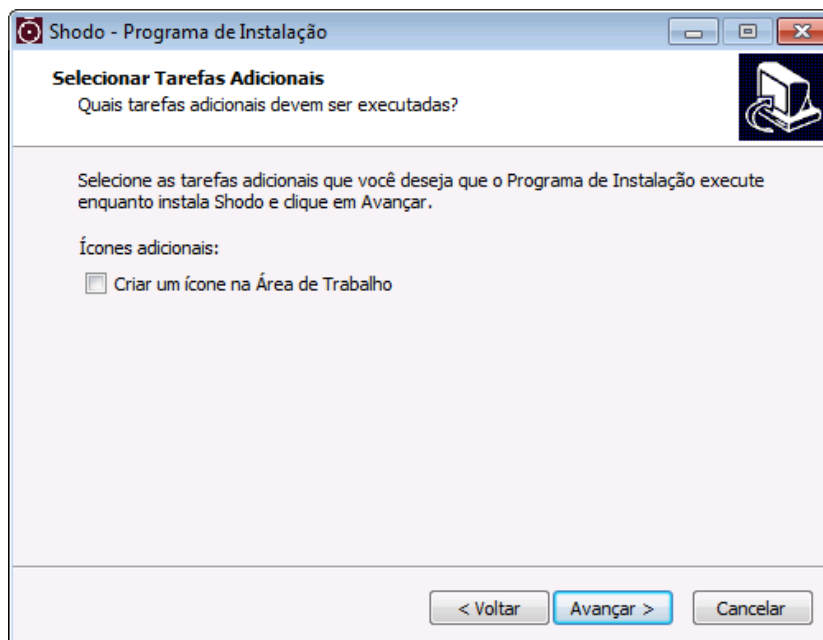 Shodo - Programa de Instalação
Selecionar Tarefas Adicionais
Quais tarefas adicionais devem ser executadas?
Selecione as tarefas adicionais que você deseja que o Programa de Instalação execute
enquanto instala Shodo e clique em Avançar.
Ícones adicionais:
Criar um ícone na Área de Trabalho
< Voltar
Avançar >
Cancelar